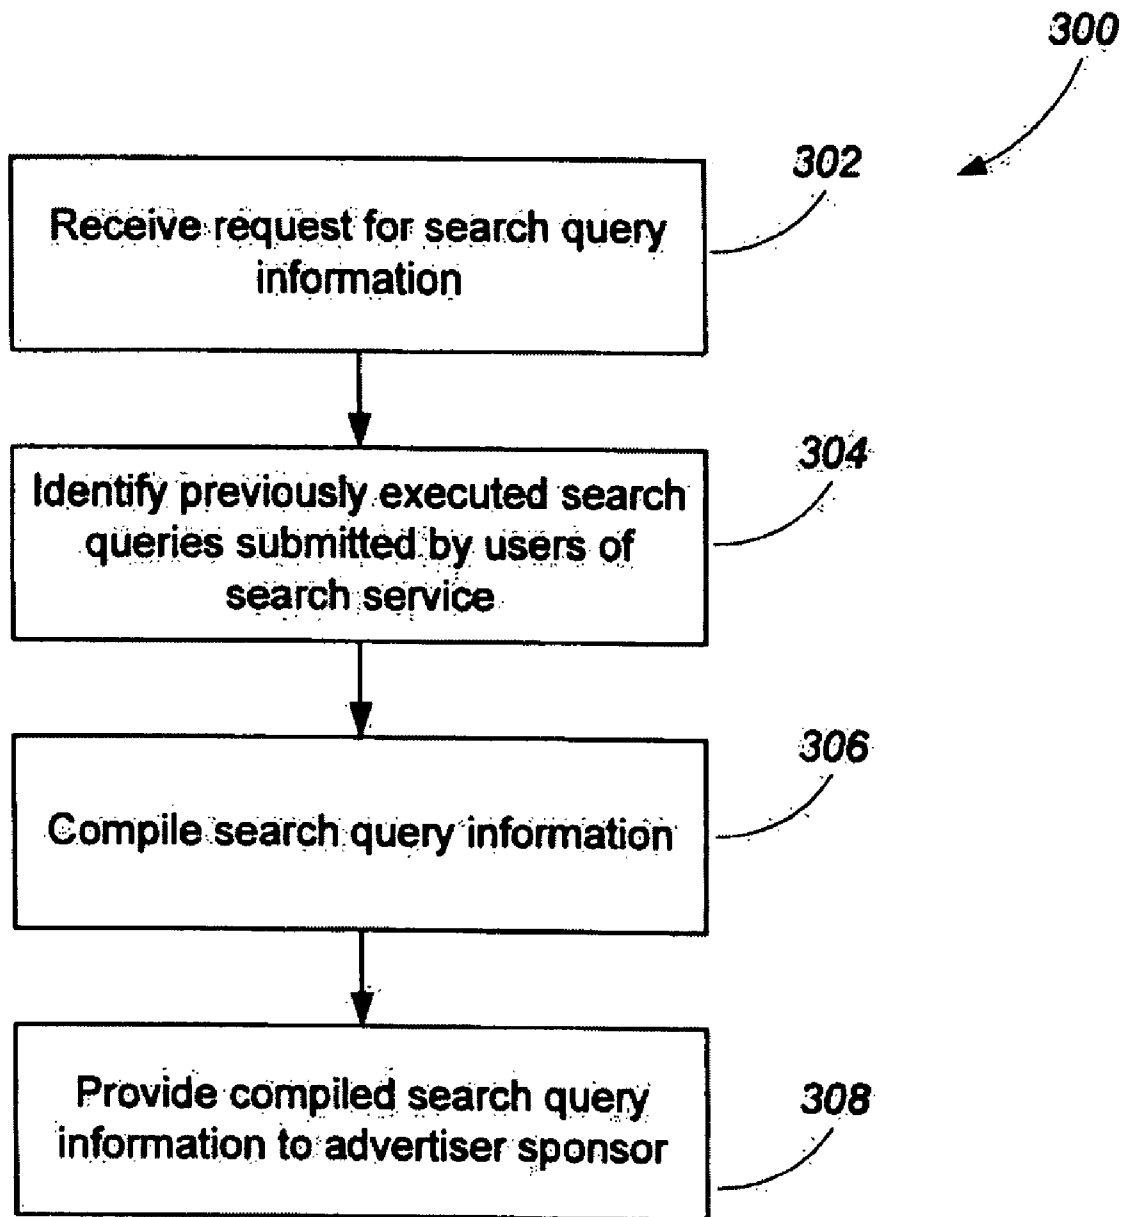 300
302
Receive request for search query
information
304
Identify previously executed search
queries submitted by users of
search service
306
Compile search query information
308
Provide compiled search query
information to advertiser sponsor